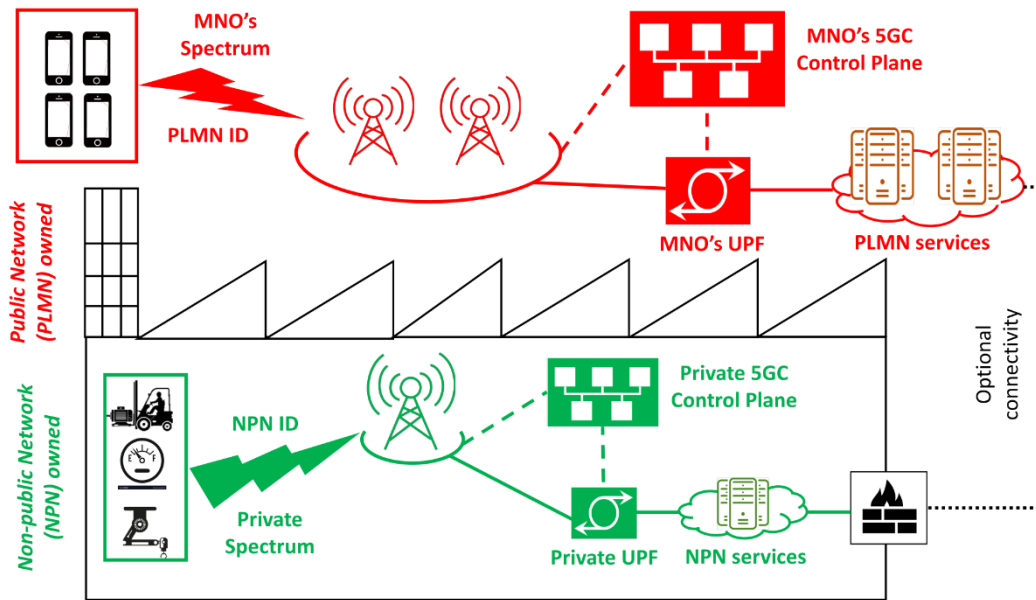 MNO's
Spectrum
PLMN ID
MNO's 5GC
Control Plane
MNO's UPF
PLMN services
Public Network
(PLMN) owned
Optional
connectivity
Non-public Network
(NPN) owned
E F
NPN ID
Private
Spectrum
Private 5GC
Control Plane
Private UPF
NPN services